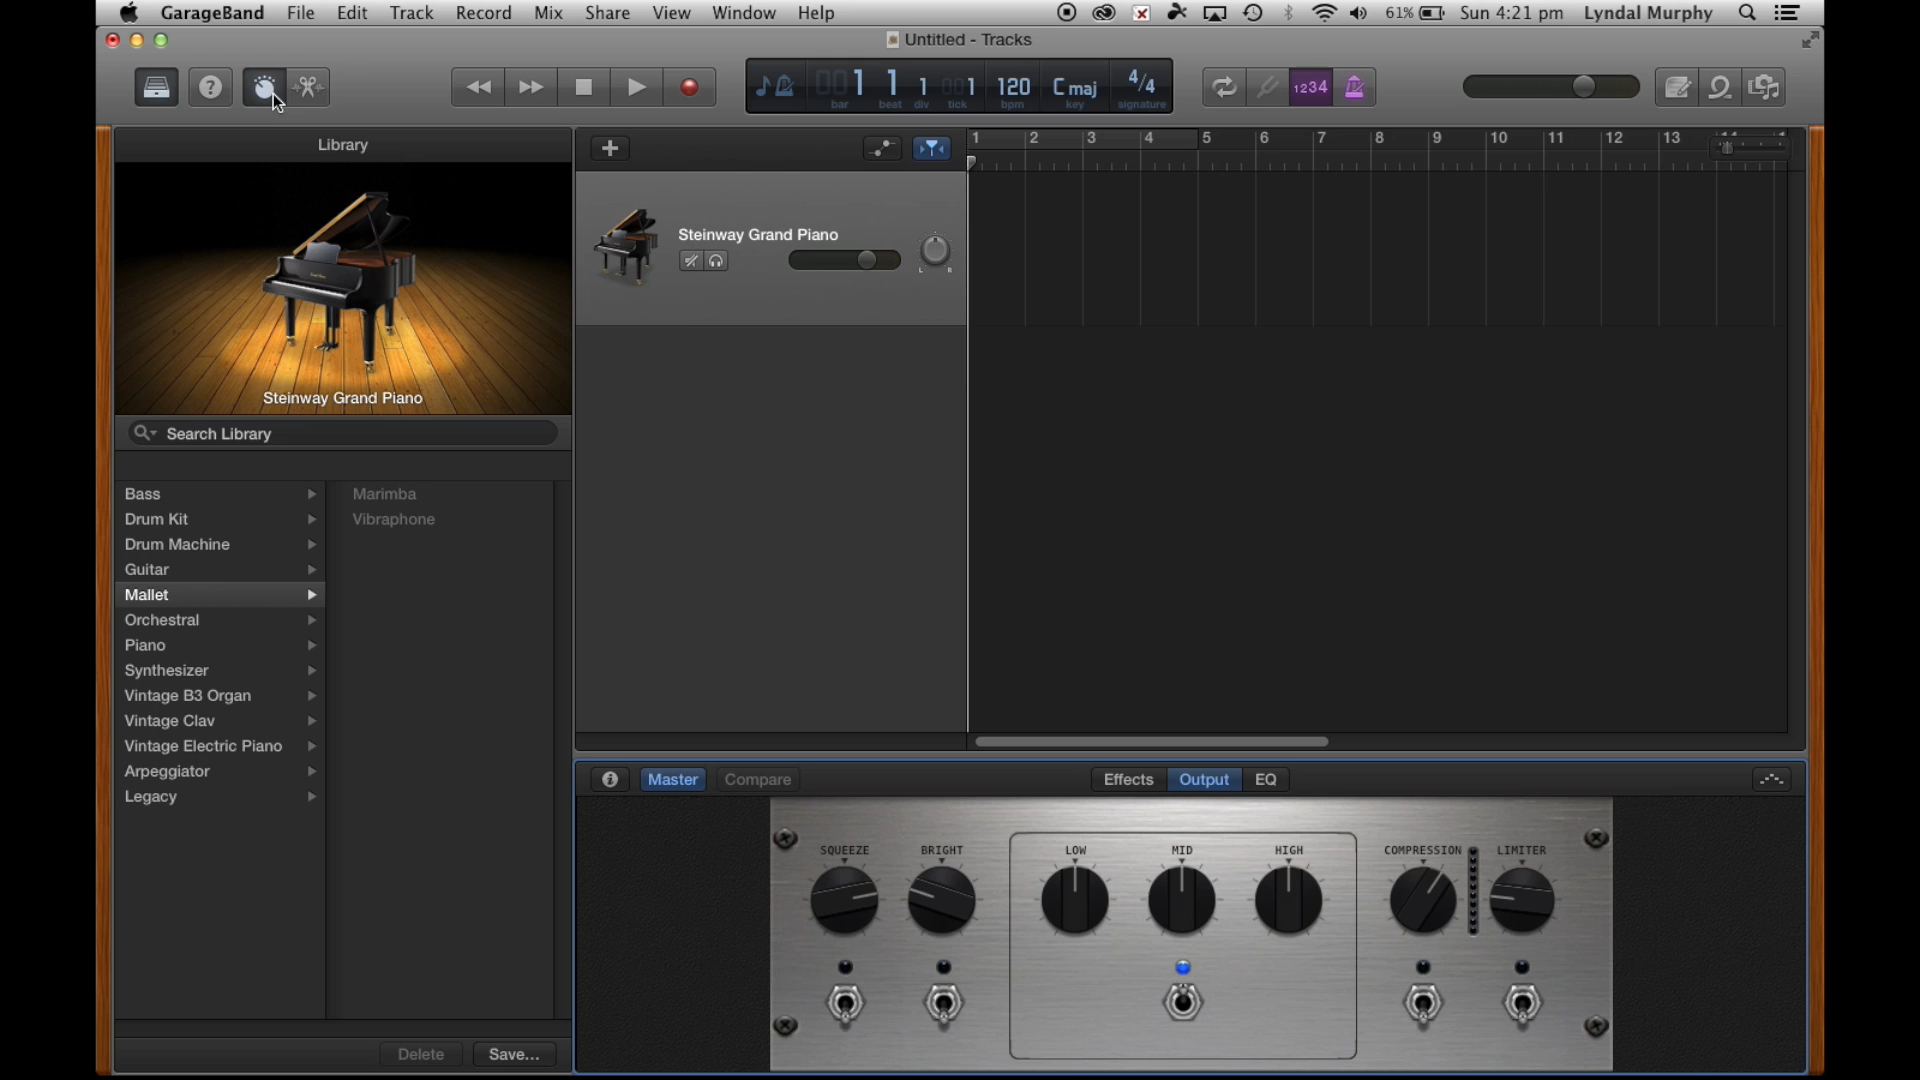 GarageBand File Edit Track Record Mix Share View Window Help 61% Sun 4:21 pm Lyndal Murphy
Untitled - Tracks
1 1 1 1 120 C maj 4/4 1234
bar beat div tick bpm key signature
Library
1 2 3 4 5 6 7 8 9 10 11 12 13
Steinway Grand Piano
L R
Steinway Grand Piano
Search Library
Bass
Drum Kit
Drum Machine
Guitar
Mallet
Orchestral
Piano
Synthesizer
Vintage B3 Organ
Vintage Clav
Vintage Electric Piano
Arpeggiator
Legacy
Marimba
Vibraphone
Delete Save...
Master Compare Effects Output EQ
SQUEEZE BRIGHT LOW MID HIGH COMPRESSION LIMITER